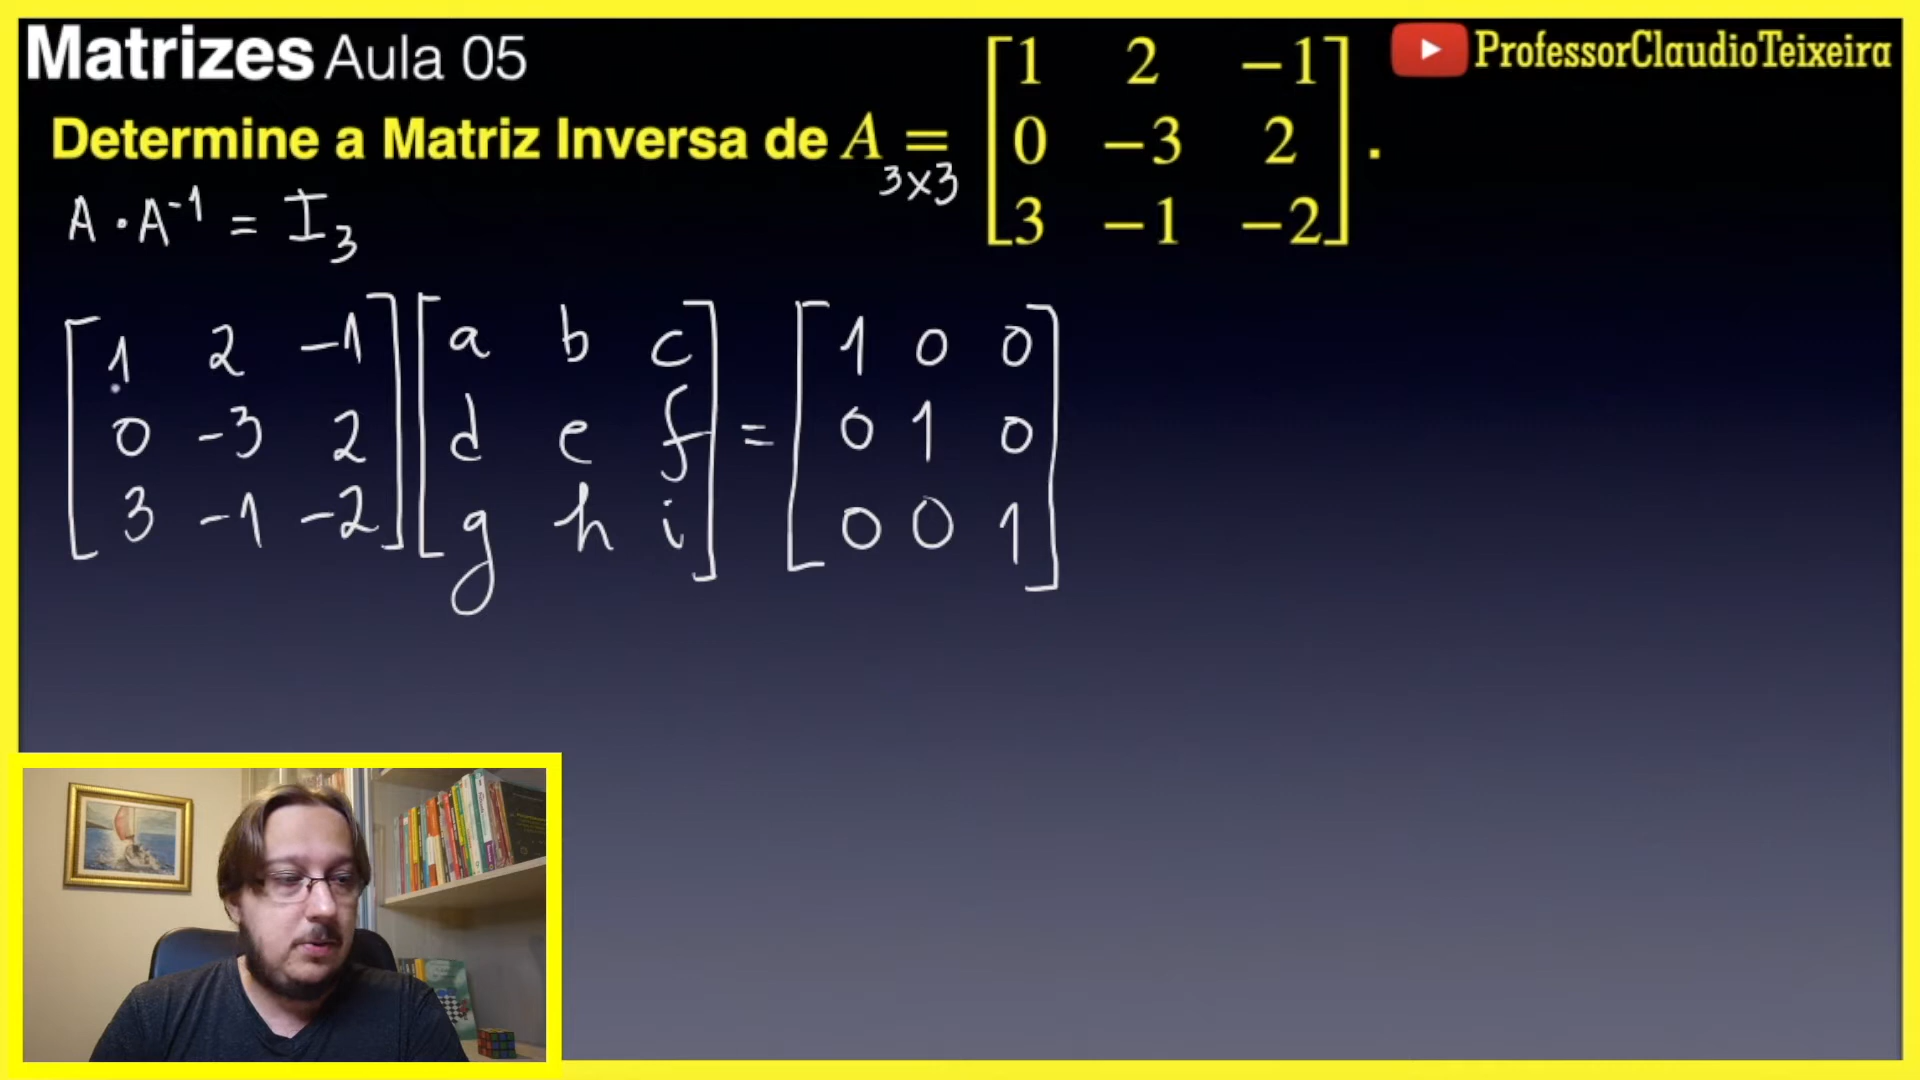 Matrizes Aula 05
ProfessorClaudioTeixeira
Determine a Matriz Inversa de A =
3x3
1 2 −1
0 −3 2
3 −1 −2
.
A · A⁻¹ = I₃
1 2 −1
0 −3 2
3 −1 −2
a b c
d e f
g h i
=
1 0 0
0 1 0
0 0 1